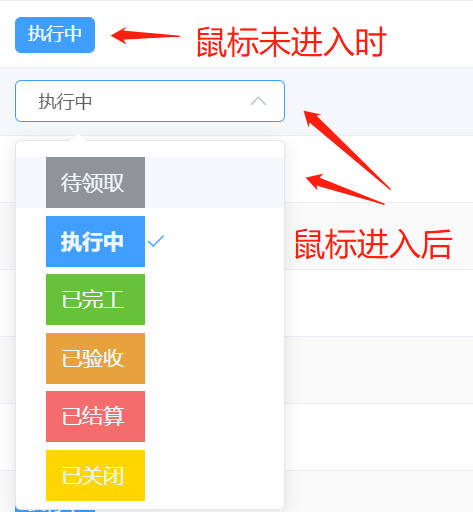 执行中
鼠标未进入时
执行中
待领取
执行中
鼠标进入后
已完工
已验收
已结算
已关闭